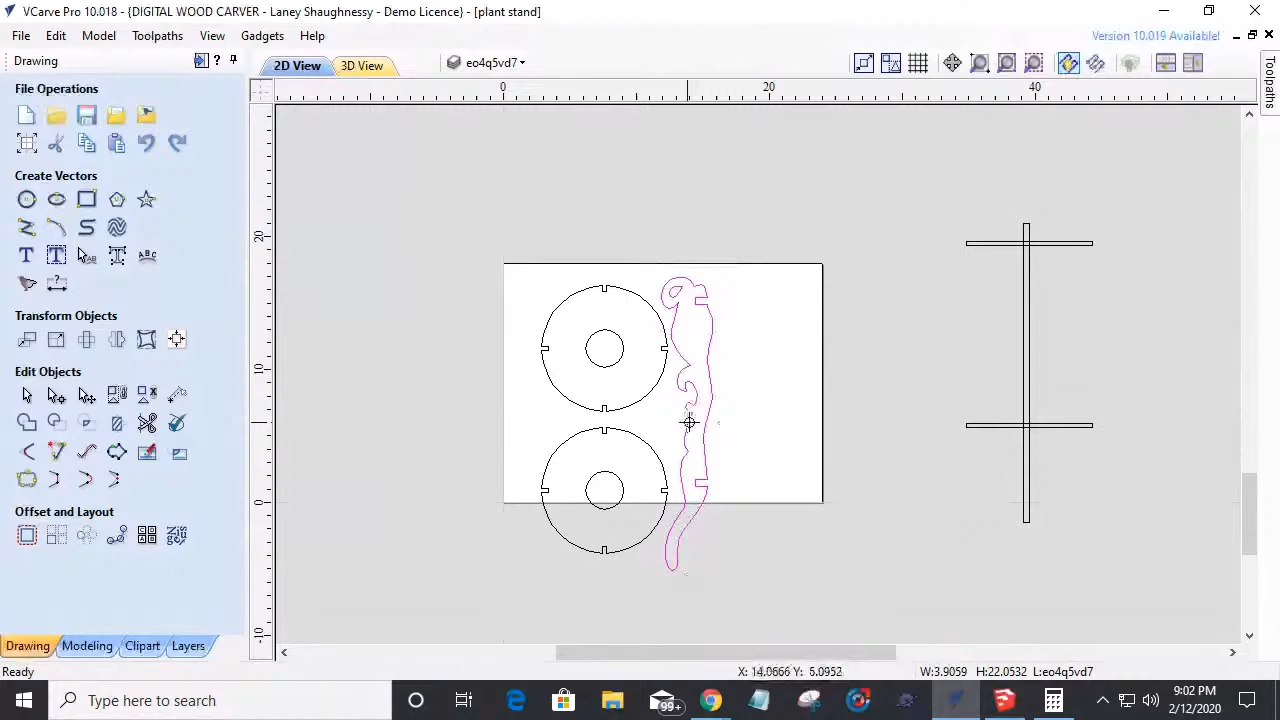 VCarve Pro 10.018 - {DIGITAL WOOD CARVER - Laney Shaughnessy - Demo Licence} - [plant stand]
File Edit Model Toolpaths View Gadgets Help
Version 10.019 Available!
Drawing
2D View 3D View eo4q5vd7
Toolpaths
File Operations
Create Vectors
Transform Objects
Edit Objects
Offset and Layout
0 20 40
20
10
0
-10
Drawing Modeling Clipart Layers
Ready
X: 14.0666 Y: 5.0952
W:3.9059 H:22.0532 L:eo4q5vd7
Type here to search
99+
9:02 PM
2/12/2020